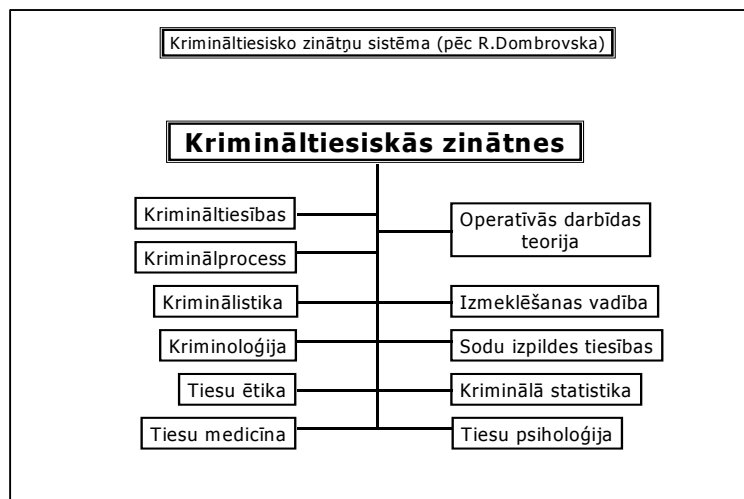 Krimināltiesisko zinātņu sistēma (pēc R.Dombrovska)
Krimināltiesiskās zinātnes
Krimināltiesības
Kriminālprocess
Kriminālistika
Kriminoloģija
Tiesu ētika
Tiesu medicīna
Operatīvās darbīdas
teorija
Izmeklēšanas vadība
Sodu izpildes tiesības
Kriminālā statistika
Tiesu psiholoģija